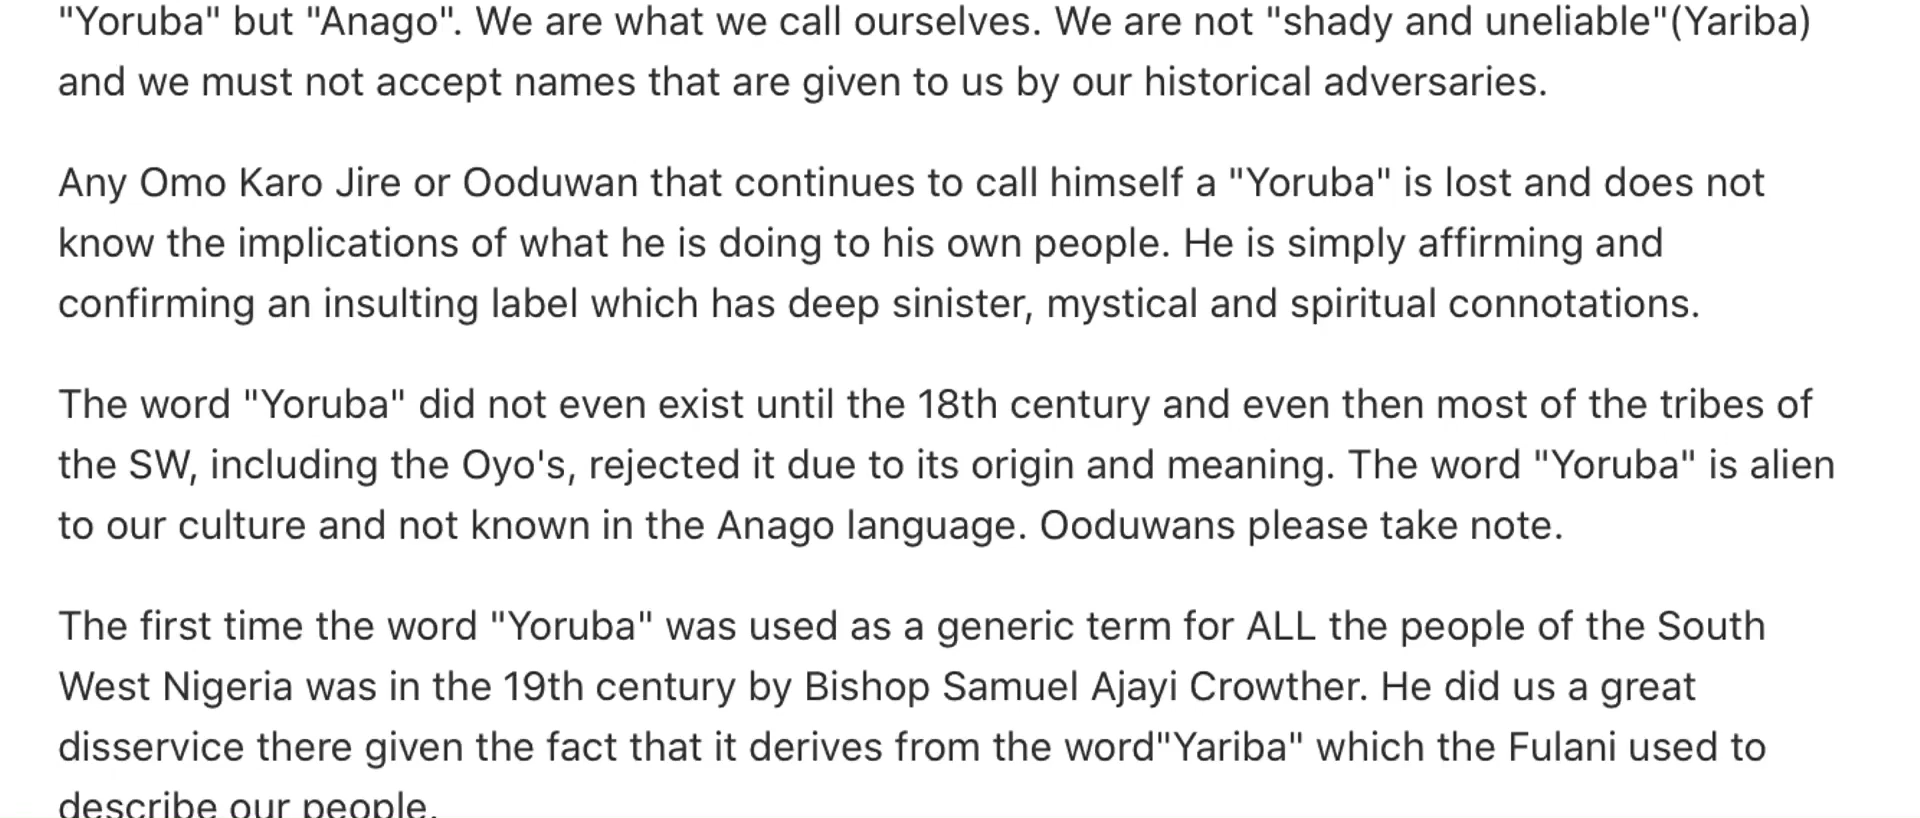 "Yoruba" but "Anago". We are what we call ourselves. We are not "shady and uneliable"(Yariba)
and we must not accept names that are given to us by our historical adversaries.
Any Omo Karo Jire or Ooduwan that continues to call himself a "Yoruba" is lost and does not
know the implications of what he is doing to his own people. He is simply affirming and
confirming an insulting label which has deep sinister, mystical and spiritual connotations.
The word "Yoruba" did not even exist until the 18th century and even then most of the tribes of
the SW, including the Oyo's, rejected it due to its origin and meaning. The word "Yoruba" is alien
to our culture and not known in the Anago language. Ooduwans please take note.
The first time the word "Yoruba" was used as a generic term for ALL the people of the South
West Nigeria was in the 19th century by Bishop Samuel Ajayi Crowther. He did us a great
disservice there given the fact that it derives from the word"Yariba" which the Fulani used to
describe our people.